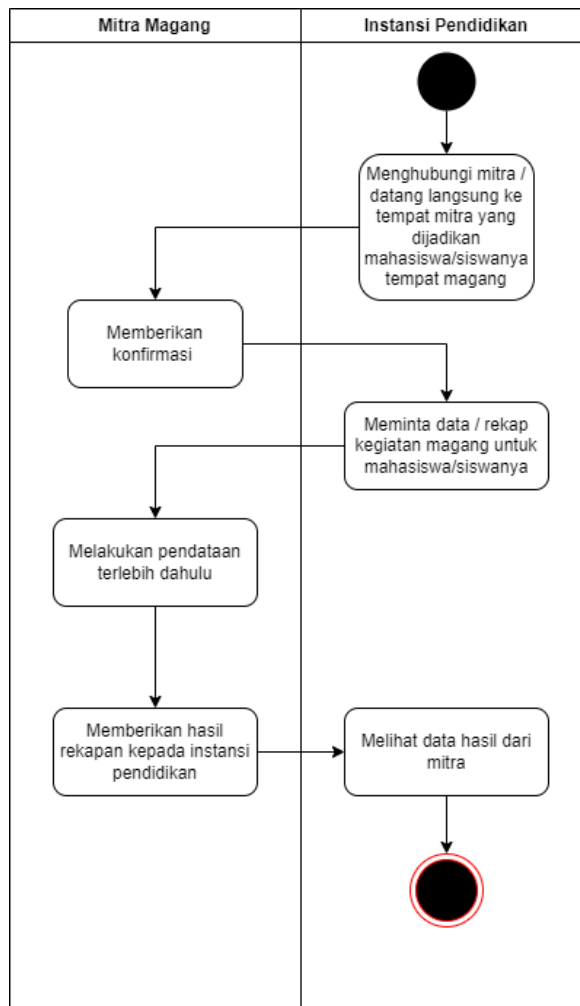 Mitra Magang
Instansi Pendidikan
Menghubungi mitra /
datang langsung ke
tempat mitra yang
dijadikan
mahasiswa/siswanya
tempat magang
Memberikan
konfirmasi
Meminta data / rekap
kegiatan magang untuk
mahasiswa/siswanya
Melakukan pendataan
terlebih dahulu
Memberikan hasil
rekapan kepada instansi
pendidikan
Melihat data hasil dari
mitra